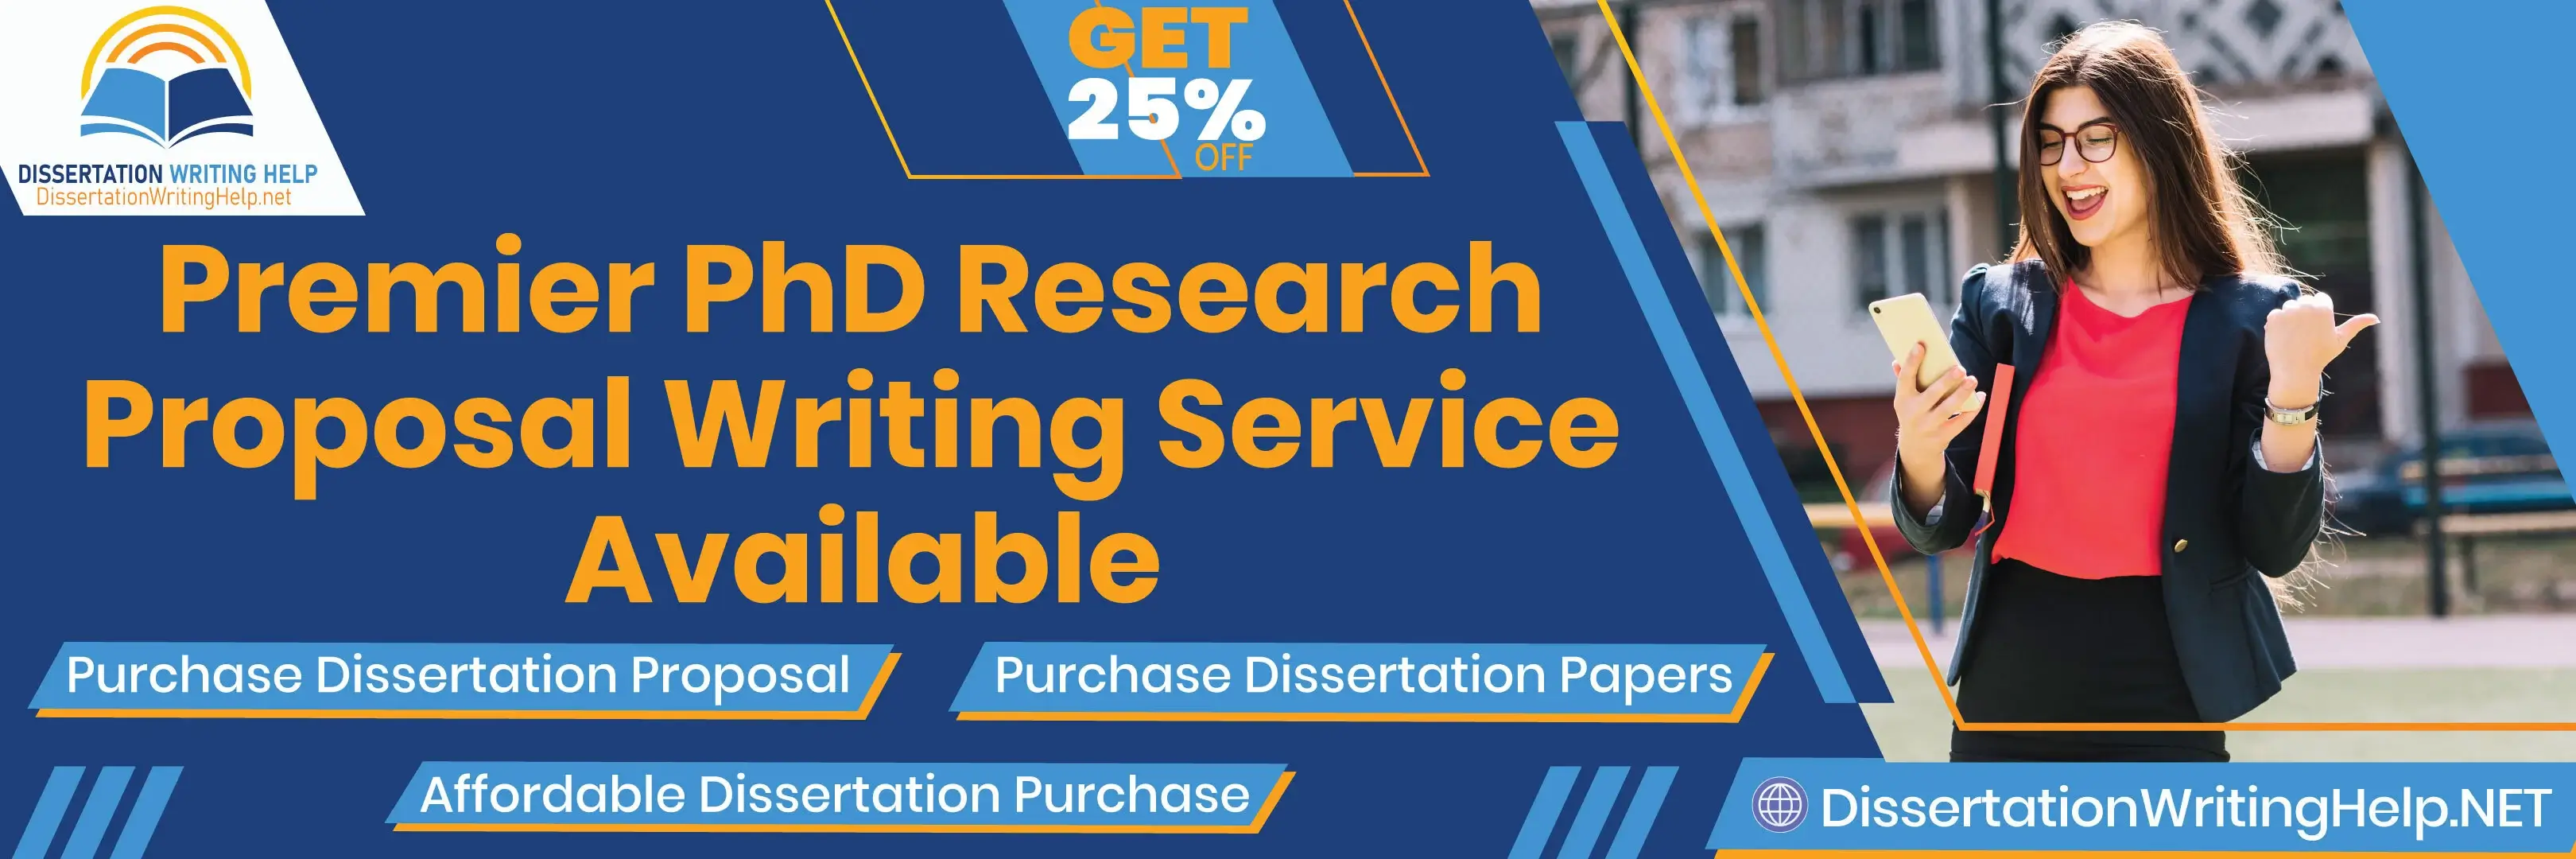 DISSERTATION WRITING HELP
DissertationWritingHelp.net
GET
25%
OFF
Premier PhD Research
Proposal Writing Service
Available
Purchase Dissertation Proposal
Purchase Dissertation Papers
Affordable Dissertation Purchase
DissertationWritingHelp.NET